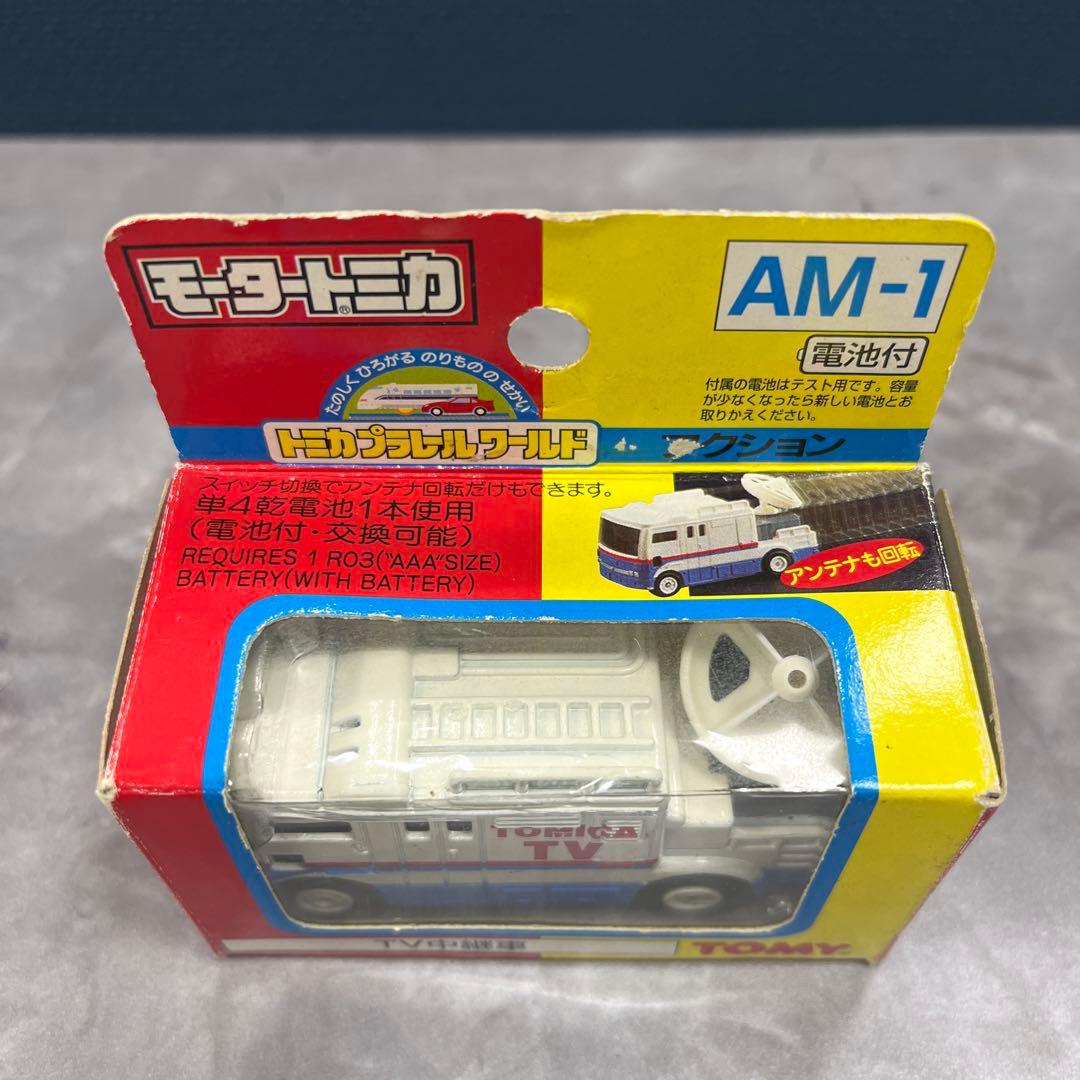 モータートミカ®
AM-1
電池付
付属の電池はテスト用です。容量
が少なくなったら新しい電池とお
取りかえください。
たのしくひろがる のりもの の せかい
トミカプラレールワールド
アクション
スイッチ切換でアンテナ回転だけもできます。
単4乾電池1本使用
(電池付・交換可能)
REQUIRES 1 R03("AAA"SIZE)
BATTERY(WITH BATTERY)
アンテナも回転
TOMICA
TV
TV中継車
TOMY